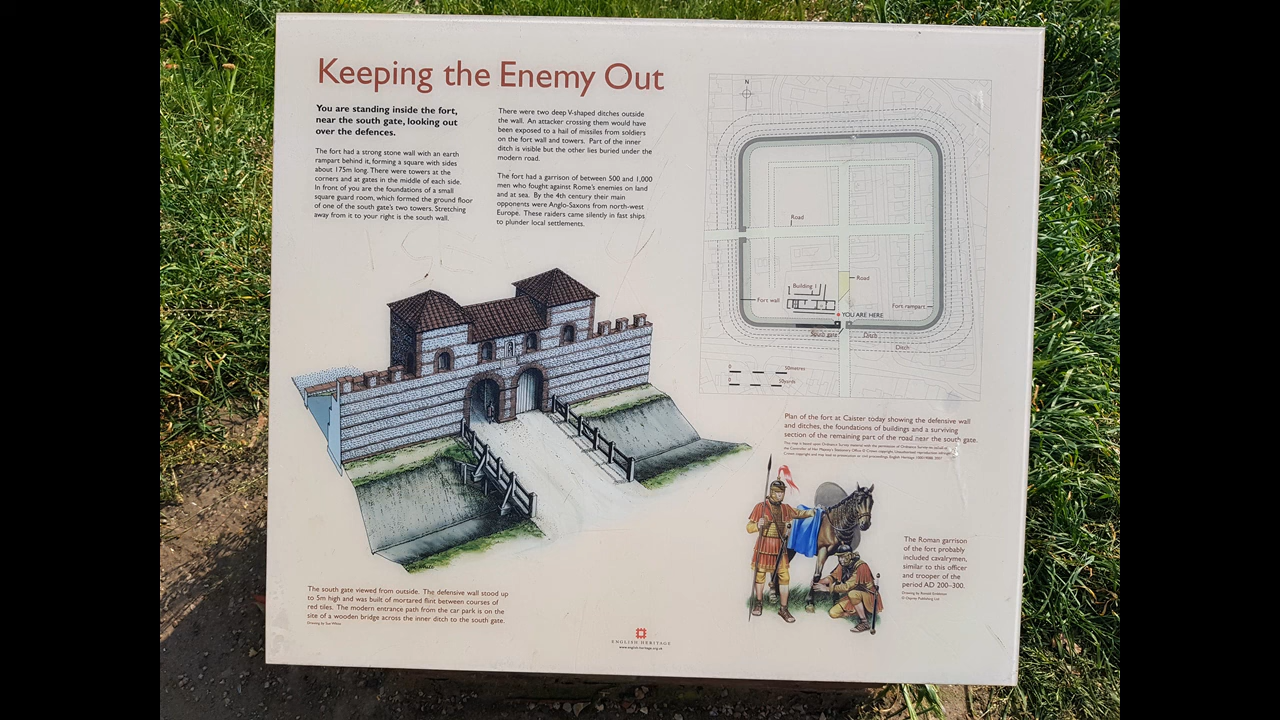 Keeping the Enemy Out
You are standing inside the fort,
near the south gate, looking out
over the defences.
The fort had a strong stone wall with an earth
rampart behind it, forming a square with sides
about 175m long. There were towers at the
corners and at gates in the middle of each side.
In front of you are the foundations of a small
square guard room, which formed the ground floor
of one of the south gate's two towers. Stretching
away from it to your right is the south wall.
There were two deep V-shaped ditches outside
the wall. An attacker crossing them would have
been exposed to a hail of missiles from soldiers
on the fort wall and towers. Part of the inner
ditch is visible but the other lies buried under the
modern road.
The fort had a garrison of between 500 and 1,000
men who fought against Rome's enemies on land
and at sea. By the 4th century their main
opponents were Anglo-Saxons from north-west
Europe. These raiders came silently in fast ships
to plunder local settlements.
N
Road
Road
Building 1
Fort wall
Fort rampart
YOU ARE HERE
South gate
Ditch
Ditch
0 50metres
0 50yards
Plan of the fort at Caister today showing the defensive wall
and ditches, the foundations of buildings and a surviving
section of the remaining part of the road near the south gate.
The Roman garrison
of the fort probably
included cavalrymen,
similar to this officer
and trooper of the
period AD 200–300.
© Osprey Publishing Ltd
The south gate viewed from outside. The defensive wall stood up
to 5m high and was built of mortared flint between courses of
red tiles. The modern entrance path from the car park is on the
site of a wooden bridge across the inner ditch to the south gate.
ENGLISH HERITAGE
www.english-heritage.org.uk